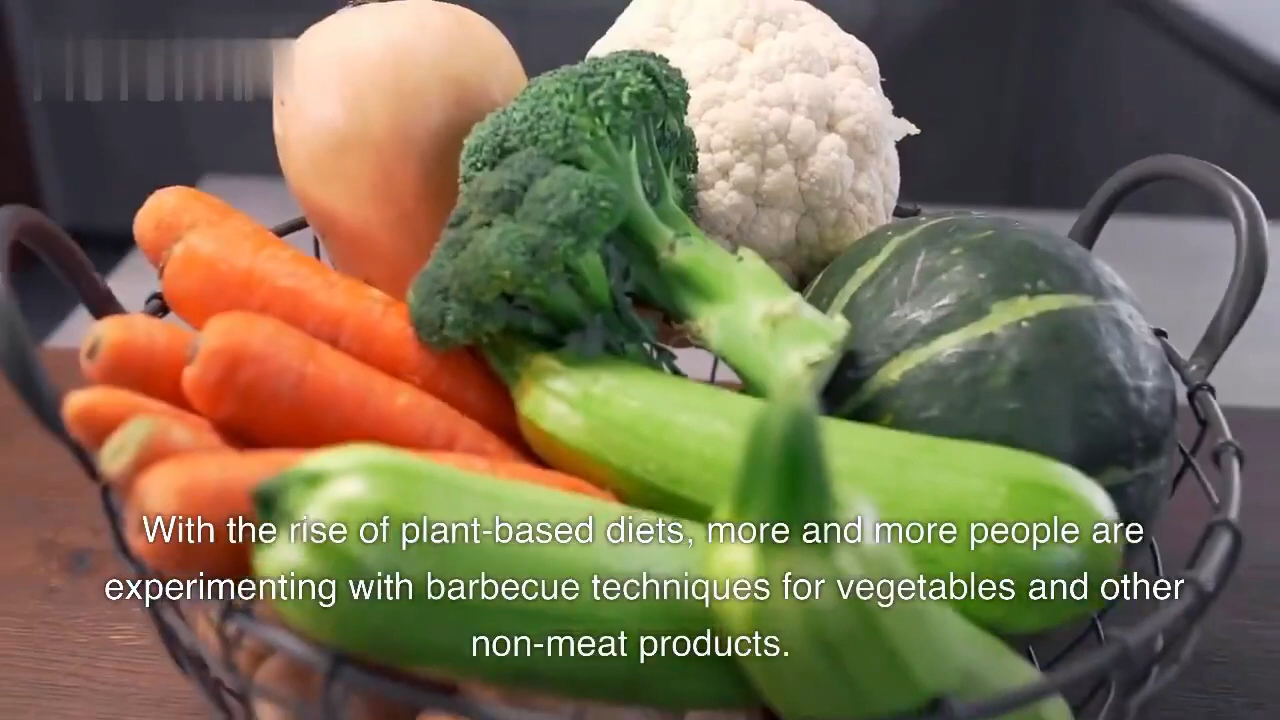 With the rise of plant-based diets, more and more people are
experimenting with barbecue techniques for vegetables and other
non-meat products.